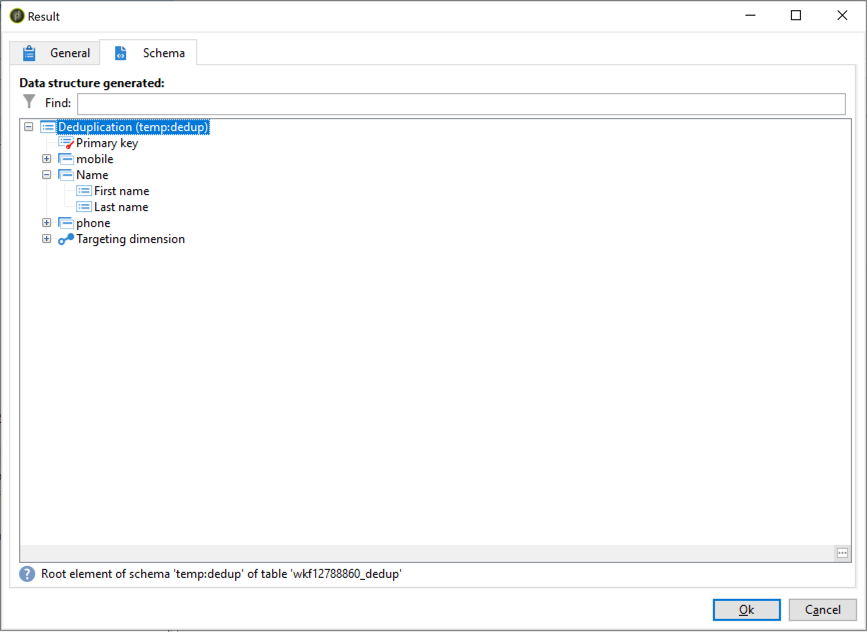 Result
General
Schema
Data structure generated:
Find:
Deduplication (temp:dedup)
Primary key
mobile
Name
First name
Last name
phone
Targeting dimension
Root element of schema 'temp:dedup' of table 'wkf12788860_dedup'
Ok
Cancel